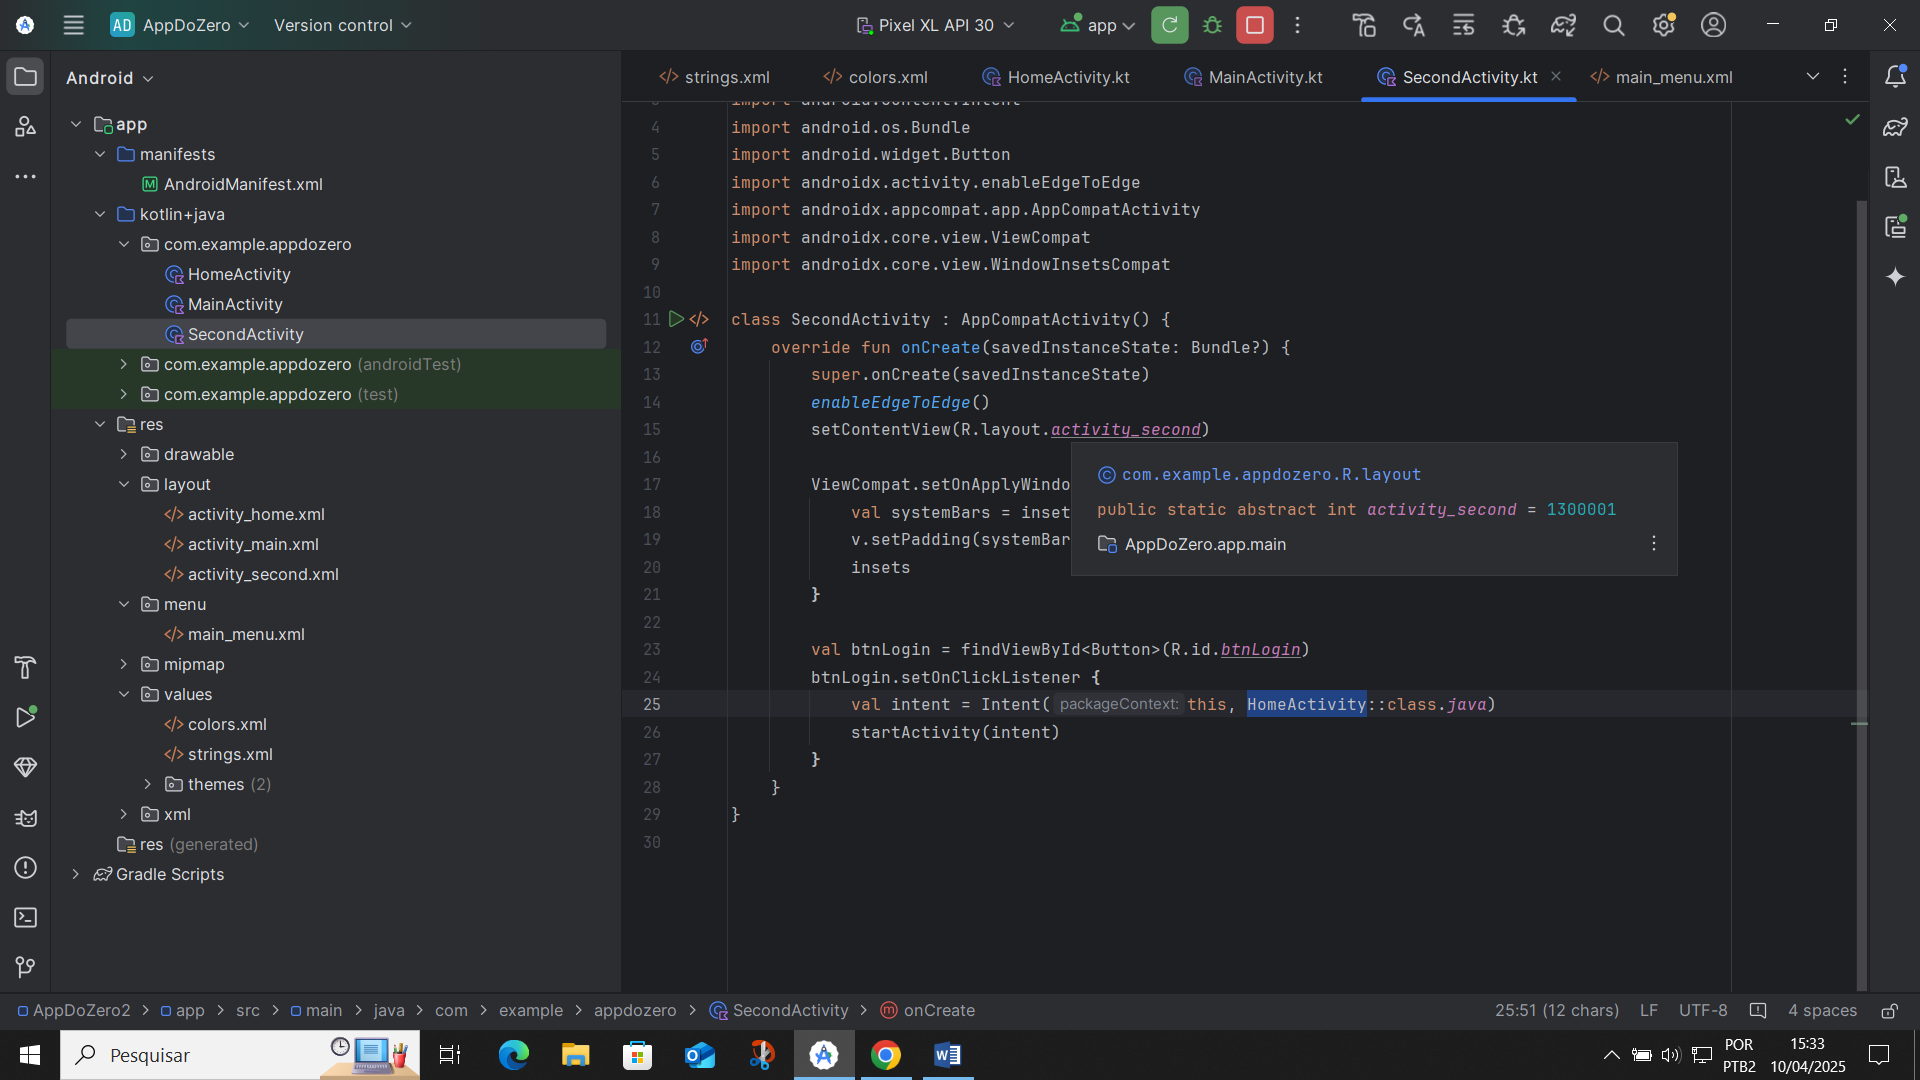 AD AppDoZero Version control Pixel XL API 30 app
Android
app
manifests
AndroidManifest.xml
kotlin+java
com.example.appdozero
HomeActivity
MainActivity
SecondActivity
com.example.appdozero (androidTest)
com.example.appdozero (test)
res
drawable
layout
activity_home.xml
activity_main.xml
activity_second.xml
menu
main_menu.xml
mipmap
values
colors.xml
strings.xml
themes (2)
xml
res (generated)
Gradle Scripts
strings.xml colors.xml HomeActivity.kt MainActivity.kt SecondActivity.kt main_menu.xml
3 import android.content.Intent
4 import android.os.Bundle
5 import android.widget.Button
6 import androidx.activity.enableEdgeToEdge
7 import androidx.appcompat.app.AppCompatActivity
8 import androidx.core.view.ViewCompat
9 import androidx.core.view.WindowInsetsCompat
10
11 class SecondActivity : AppCompatActivity() {
12 override fun onCreate(savedInstanceState: Bundle?) {
13 super.onCreate(savedInstanceState)
14 enableEdgeToEdge()
15 setContentView(R.layout.activity_second)
16
17 ViewCompat.setOnApplyWindo
18 val systemBars = inset
19 v.setPadding(systemBar
20 insets
21 }
22
23 val btnLogin = findViewById<Button>(R.id.btnLogin)
24 btnLogin.setOnClickListener {
25 val intent = Intent( packageContext: this, HomeActivity::class.java)
26 startActivity(intent)
27 }
28 }
29 }
30
com.example.appdozero.R.layout
public static abstract int activity_second = 1300001
AppDoZero.app.main
AppDoZero2 > app > src > main > java > com > example > appdozero > SecondActivity > onCreate
25:51 (12 chars) LF UTF-8 4 spaces
Pesquisar
POR
PTB2
15:33
10/04/2025